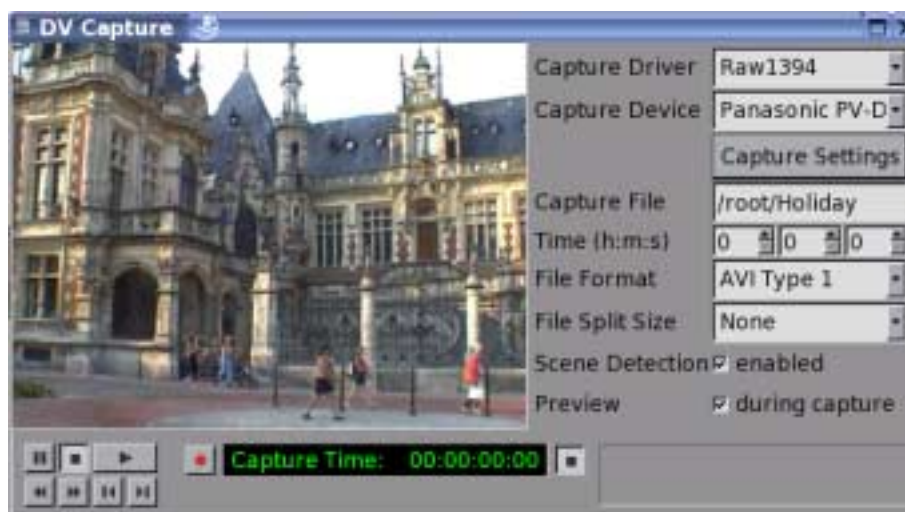 DV Capture
Capture Driver Raw1394
Capture Device Panasonic PV-D
Capture Settings
Capture File /root/Holiday
Time (h:m:s) 0 0 0
File Format AVI Type 1
File Split Size None
Scene Detection enabled
Preview during capture
Capture Time: 00:00:00:00